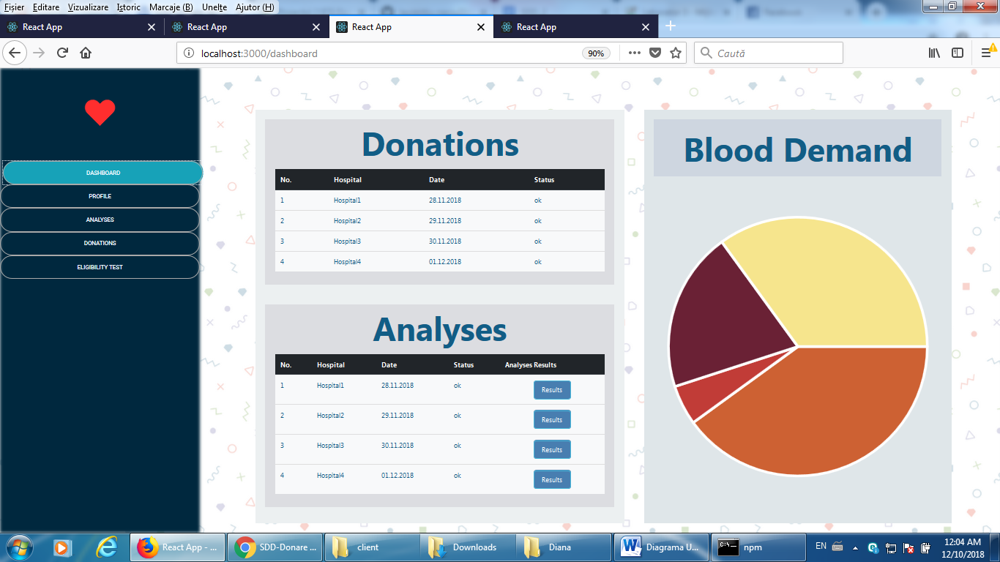 Fișier Editare Vizualizare Istoric Marcaje (B) Unelte Ajutor (H)
React App React App React App React App
localhost:3000/dashboard 90% Caută
DASHBOARD
PROFILE
ANALYSES
DONATIONS
ELIGIBILITY TEST
Donations
No. Hospital Date Status
1 Hospital1 28.11.2018 ok
2 Hospital2 29.11.2018 ok
3 Hospital3 30.11.2018 ok
4 Hospital4 01.12.2018 ok
Analyses
No. Hospital Date Status Analyses Results
1 Hospital1 28.11.2018 ok Results
2 Hospital2 29.11.2018 ok Results
3 Hospital3 30.11.2018 ok Results
4 Hospital4 01.12.2018 ok Results
Blood Demand
React App - ... SDD-Donare ... client Downloads Diana Diagrama U... npm EN 12:04 AM
12/10/2018